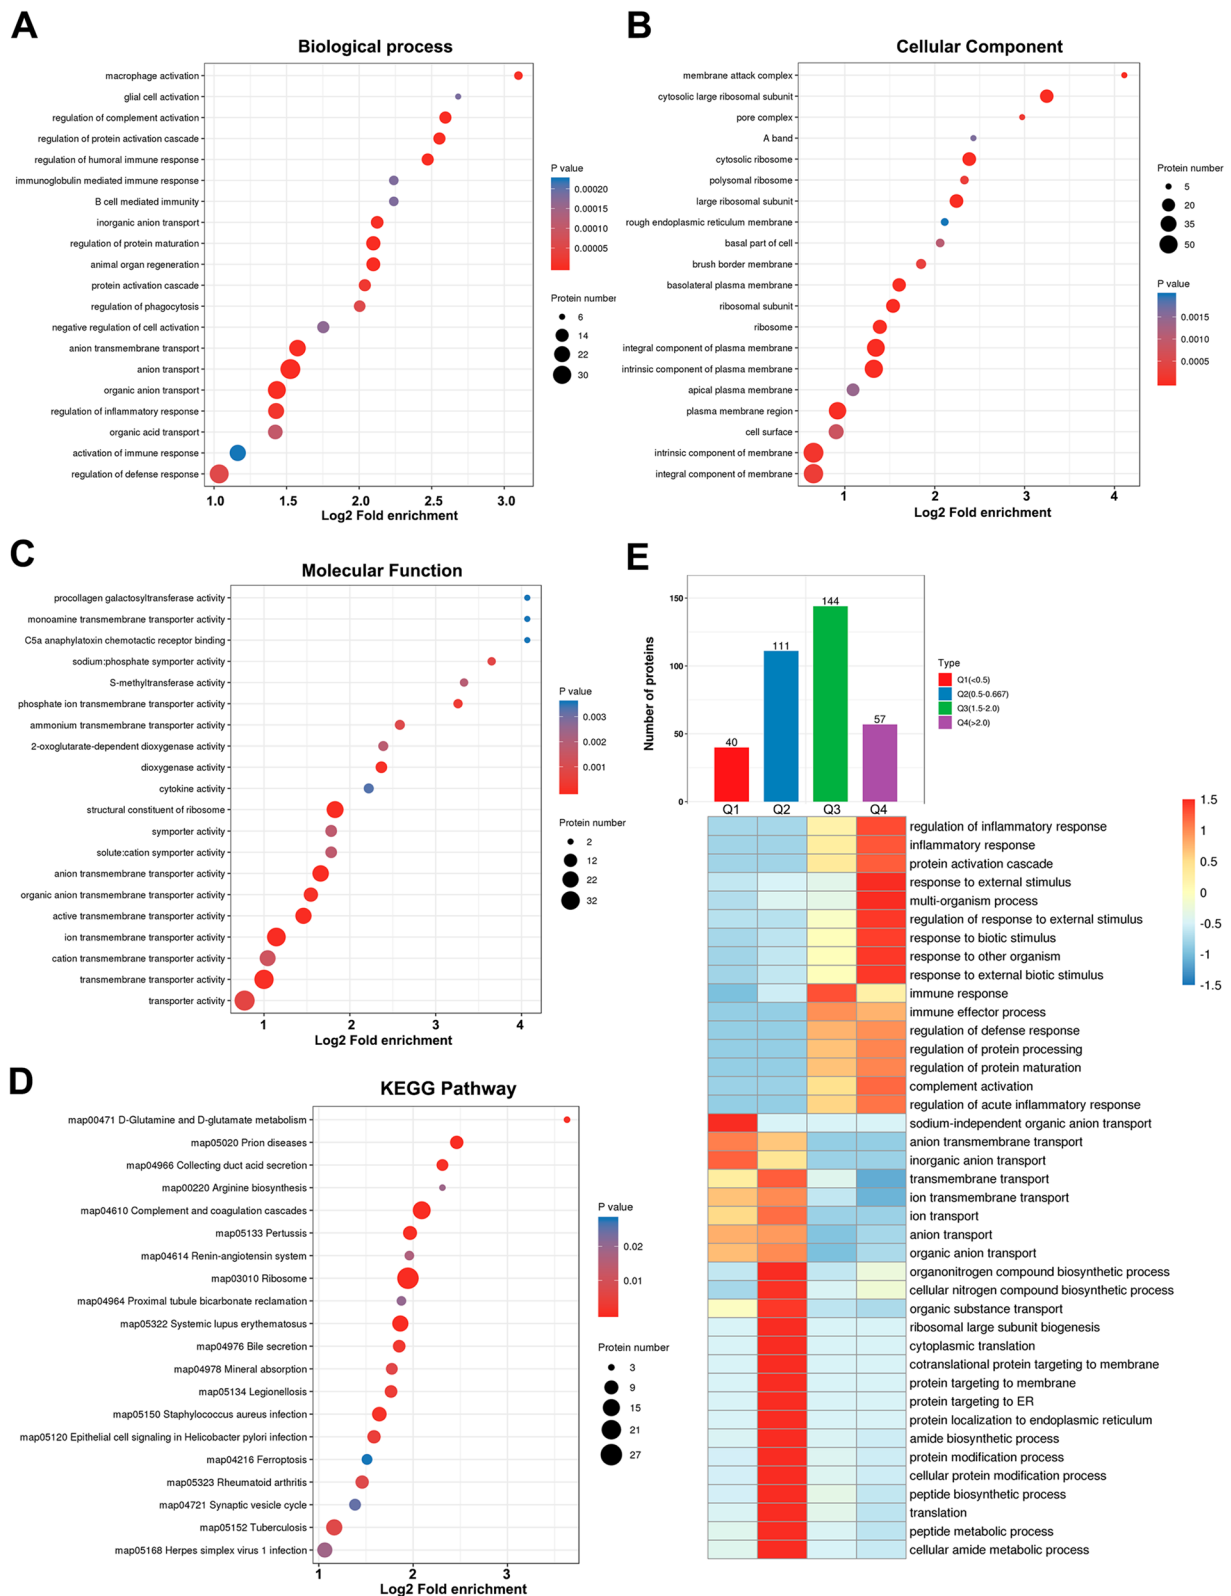 A
Biological process
macrophage activation
glial cell activation
regulation of complement activation
regulation of protein activation cascade
regulation of humoral immune response
immunoglobulin mediated immune response
B cell mediated immunity
inorganic anion transport
regulation of protein maturation
animal organ regeneration
protein activation cascade
regulation of phagocytosis
negative regulation of cell activation
anion transmembrane transport
anion transport
organic anion transport
regulation of inflammatory response
organic acid transport
activation of immune response
regulation of defense response
1.0 1.5 2.0 2.5 3.0
Log2 Fold enrichment
P value
0.00020
0.00015
0.00010
0.00005
Protein number
6
14
22
30
B
Cellular Component
membrane attack complex
cytosolic large ribosomal subunit
pore complex
A band
cytosolic ribosome
polysomal ribosome
large ribosomal subunit
rough endoplasmic reticulum membrane
basal part of cell
brush border membrane
basolateral plasma membrane
ribosomal subunit
ribosome
integral component of plasma membrane
intrinsic component of plasma membrane
apical plasma membrane
plasma membrane region
cell surface
intrinsic component of membrane
integral component of membrane
1 2 3 4
Log2 Fold enrichment
Protein number
5
20
35
50
P value
0.0015
0.0010
0.0005
C
Molecular Function
procollagen galactosyltransferase activity
monoamine transmembrane transporter activity
C5a anaphylatoxin chemotactic receptor binding
sodium:phosphate symporter activity
S-methyltransferase activity
phosphate ion transmembrane transporter activity
ammonium transmembrane transporter activity
2-oxoglutarate-dependent dioxygenase activity
dioxygenase activity
cytokine activity
structural constituent of ribosome
symporter activity
solute:cation symporter activity
anion transmembrane transporter activity
organic anion transmembrane transporter activity
active transmembrane transporter activity
ion transmembrane transporter activity
cation transmembrane transporter activity
transmembrane transporter activity
transporter activity
1 2 3 4
Log2 Fold enrichment
P value
0.003
0.002
0.001
Protein number
2
12
22
32
D
KEGG Pathway
map00471 D-Glutamine and D-glutamate metabolism
map05020 Prion diseases
map04966 Collecting duct acid secretion
map00220 Arginine biosynthesis
map04610 Complement and coagulation cascades
map05133 Pertussis
map04614 Renin-angiotensin system
map03010 Ribosome
map04964 Proximal tubule bicarbonate reclamation
map05322 Systemic lupus erythematosus
map04976 Bile secretion
map04978 Mineral absorption
map05134 Legionellosis
map05150 Staphylococcus aureus infection
map05120 Epithelial cell signaling in Helicobacter pylori infection
map04216 Ferroptosis
map05323 Rheumatoid arthritis
map04721 Synaptic vesicle cycle
map05152 Tuberculosis
map05168 Herpes simplex virus 1 infection
1 2 3
Log2 Fold enrichment
P value
0.02
0.01
Protein number
3
9
15
21
27
E
Number of proteins
150
100
50
0
40
111
144
57
Q1 Q2 Q3 Q4
Type
Q1(<0.5)
Q2(0.5-0.667)
Q3(1.5-2.0)
Q4(>2.0)
regulation of inflammatory response
inflammatory response
protein activation cascade
response to external stimulus
multi-organism process
regulation of response to external stimulus
response to biotic stimulus
response to other organism
response to external biotic stimulus
immune response
immune effector process
regulation of defense response
regulation of protein processing
regulation of protein maturation
complement activation
regulation of acute inflammatory response
sodium-independent organic anion transport
anion transmembrane transport
inorganic anion transport
transmembrane transport
ion transmembrane transport
ion transport
anion transport
organic anion transport
organonitrogen compound biosynthetic process
cellular nitrogen compound biosynthetic process
organic substance transport
ribosomal large subunit biogenesis
cytoplasmic translation
cotranslational protein targeting to membrane
protein targeting to membrane
protein targeting to ER
protein localization to endoplasmic reticulum
amide biosynthetic process
protein modification process
cellular protein modification process
peptide biosynthetic process
translation
peptide metabolic process
cellular amide metabolic process
1.5
1
0.5
0
-0.5
-1
-1.5